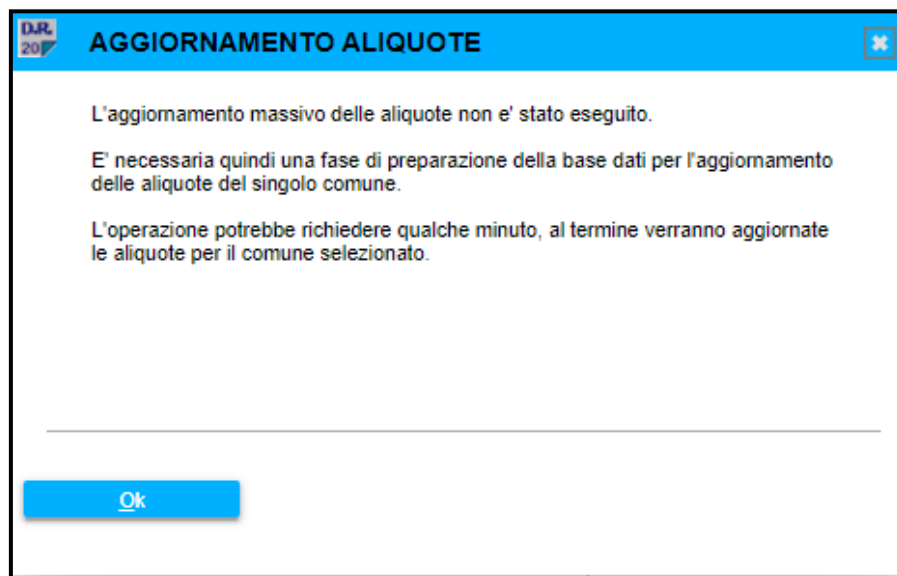 D.R.
20
AGGIORNAMENTO ALIQUOTE
L'aggiornamento massivo delle aliquote non e' stato eseguito.
E' necessaria quindi una fase di preparazione della base dati per l'aggiornamento
delle aliquote del singolo comune.
L'operazione potrebbe richiedere qualche minuto, al termine verranno aggiornate
le aliquote per il comune selezionato.
Ok